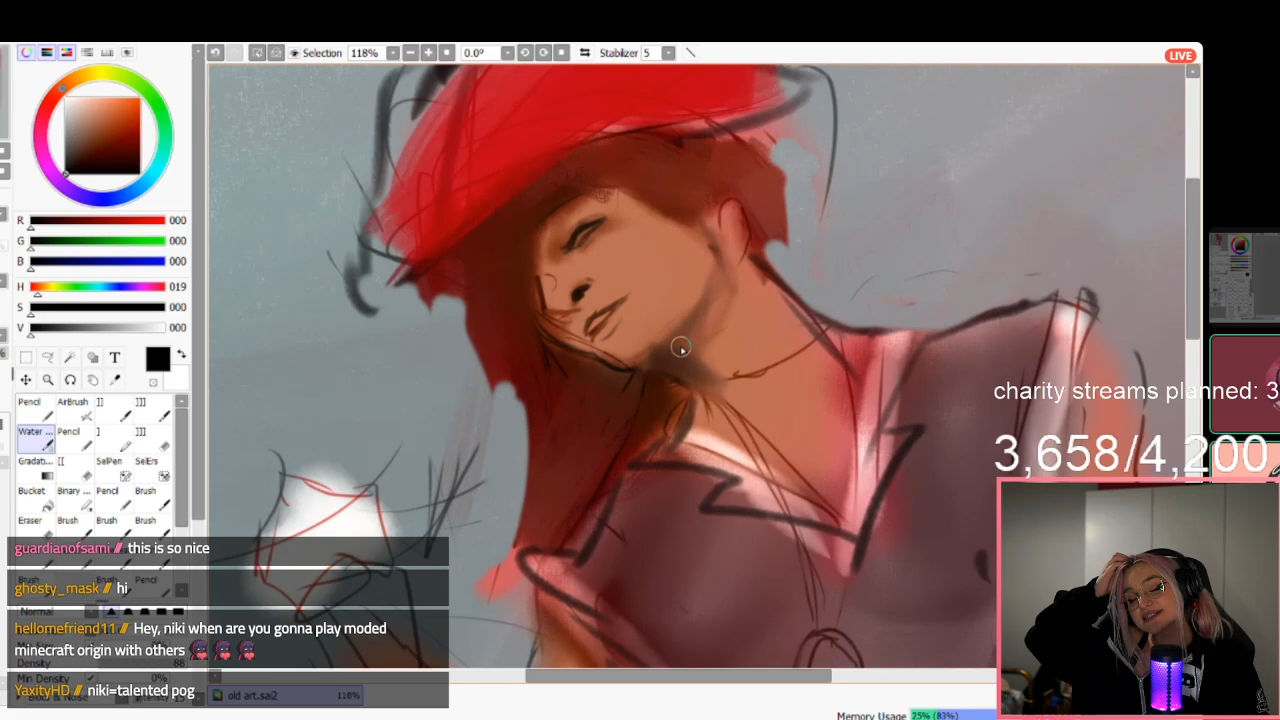 Selection 118% 0.0° Stabilizer 5
LIVE
R 000
G 000
B 000
H 019
S 000
V 000
T
Pencil AirBrush ]] ]]]
Water ... Pencil ] ]]]
Gradati... [[ SelPen SelErs
Bucket Binary ... Pencil Brush
Eraser Brush Brush Brush
Brush Pencil
Normal
Density 88
Min Density 0%
guardianofsami // this is so nice
ghosty_mask // hi
hellomefriend11 // Hey, niki when are you gonna play moded
minecraft origin with others
YaxityHD // niki=talented pog
charity streams planned: 3
3,658/4,200
old art.sai2 118%
Memory Usage 25% (83%)